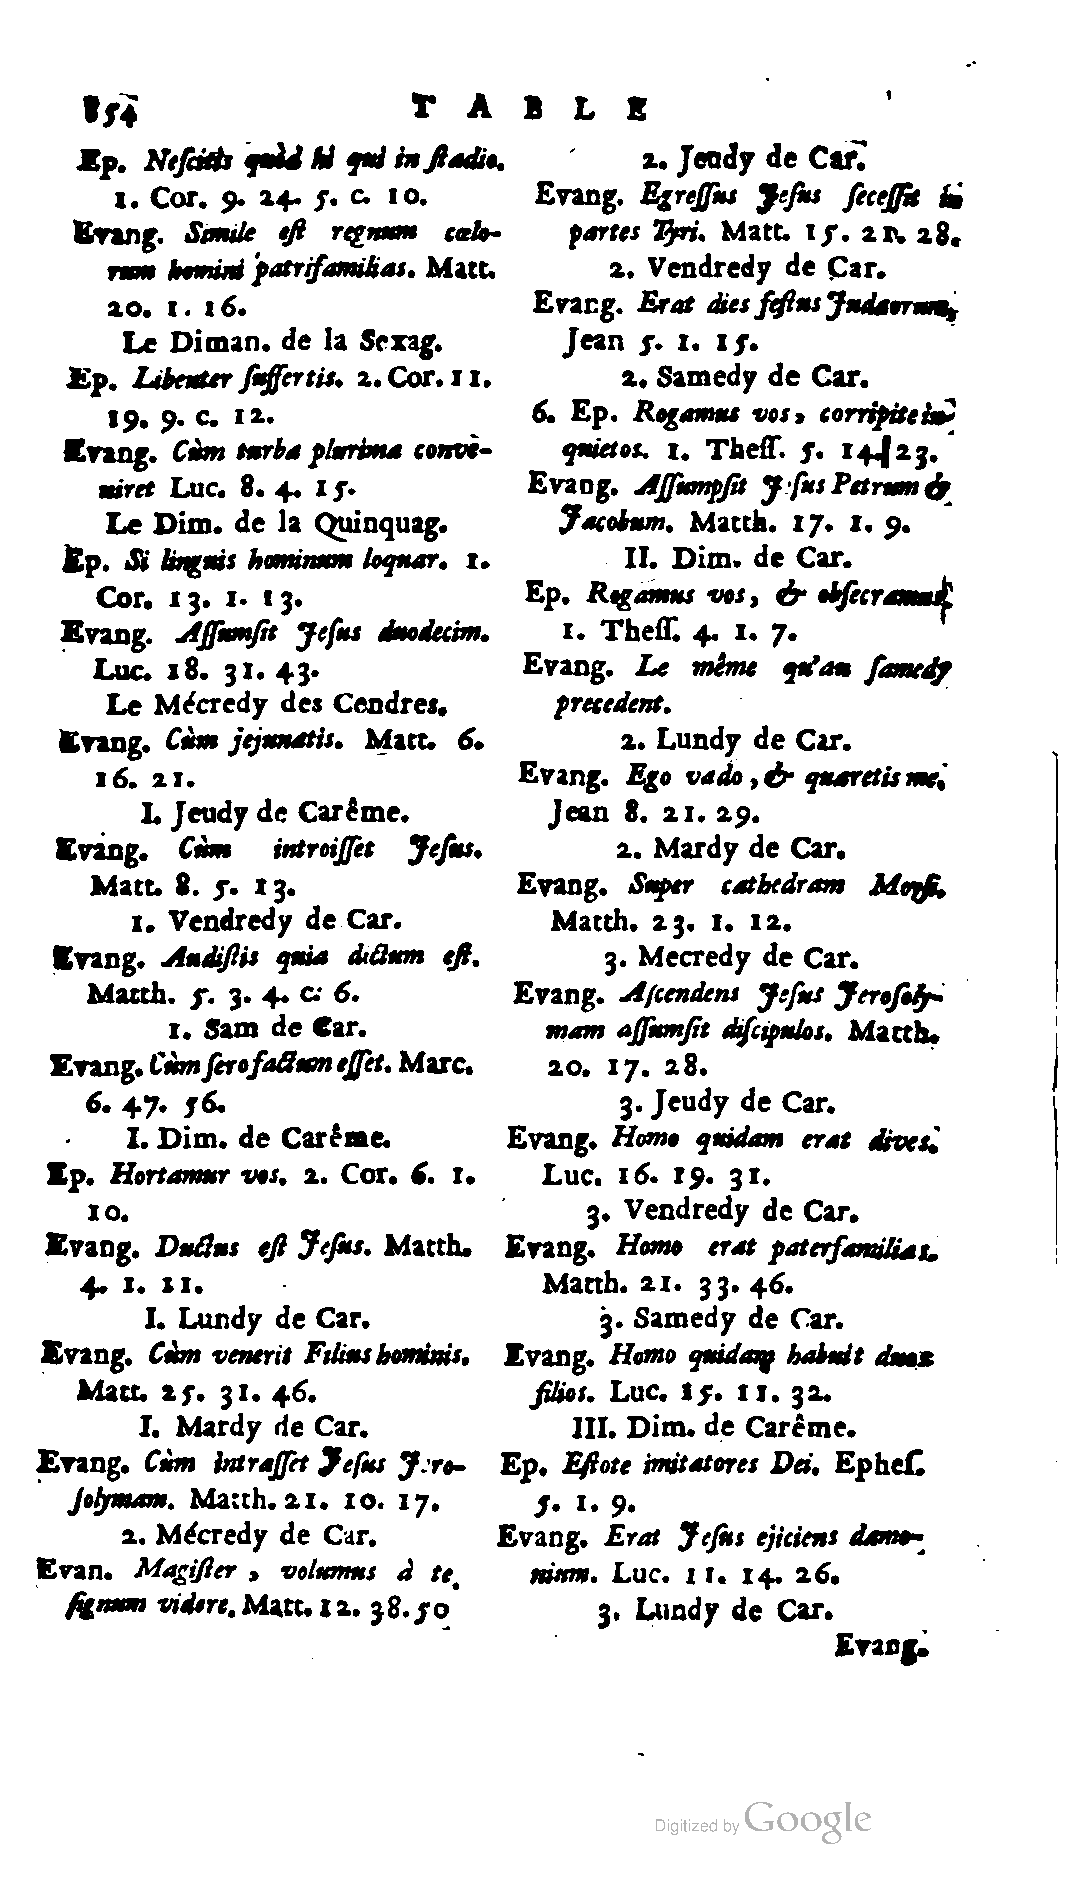 854 TABLE
Ep. Nescitis quòd hi qui in stadio.
1. Cor. 9. 24. 5. c. 10.
Evang. Simile est regnum cœlo-
rum homini patrifamilias. Matt.
20. 1. 16.
Le Diman. de la Sexag.
Ep. Libenter suffertis. 2. Cor. 11.
19. 9. c. 12.
Evang. Cùm turba plurima convè-
niret Luc. 8. 4. 15.
Le Dim. de la Quinquag.
Ep. Si linguis hominum loquar. 1.
Cor. 13. 1. 13.
Evang. Assumsit Jesus duodecim.
Luc. 18. 31. 43.
Le Mécredy des Cendres.
Evang. Cùm jejunatis. Matt. 6.
16. 21.
I. Jeudy de Carême.
Evang. Cùm introisset Jesus.
Matt. 8. 5. 13.
1. Vendredy de Car.
Evang. Audistis quia dictum est.
Matth. 5. 3. 4. c. 6.
1. Sam de Car.
Evang. Cùm sero factum esset. Marc.
6. 47. 56.
I. Dim. de Carême.
Ep. Hortamur vos. 2. Cor. 6. 1.
10.
Evang. Ductus est Jesus. Matth.
4. 1. 11.
I. Lundy de Car.
Evang. Cùm venerit Filius hominis.
Matt. 25. 31. 46.
I. Mardy de Car.
Evang. Cùm intrasset Jesus Jero-
solymam. Matth. 21. 10. 17.
2. Mécredy de Car.
Evan. Magister, volumus à te
signum videre. Matt. 12. 38. 50
2. Jeudy de Car.
Evang. Egressus Jesus secessit in
partes Tyri. Matt. 15. 21. 28.
2. Vendredy de Car.
Evang. Erat dies festus Judæorum,
Jean 5. 1. 15.
2. Samedy de Car.
6. Ep. Rogamus vos, corripite in-
quietos. 1. Thess. 5. 14. 23.
Evang. Assumpsit Jesus Petrum &
Jacobum. Matth. 17. 1. 9.
II. Dim. de Car.
Ep. Rogamus vos, & obsecramus,
1. Thess. 4. 1. 7.
Evang. Le même qu'au samedy
precedent.
2. Lundy de Car.
Evang. Ego vado, & quæretis me.
Jean 8. 21. 29.
2. Mardy de Car.
Evang. Super cathedram Moysi.
Matth. 23. 1. 12.
3. Mecredy de Car.
Evang. Ascendens Jesus Jerosoly-
mam assumsit discipulos. Matth.
20. 17. 28.
3. Jeudy de Car.
Evang. Homo quidam erat dives.
Luc. 16. 19. 31.
3. Vendredy de Car.
Evang. Homo erat paterfamilias.
Matth. 21. 33. 46.
3. Samedy de Car.
Evang. Homo quidam habuit duos
filios. Luc. 15. 11. 32.
III. Dim. de Carême.
Ep. Estote imitatores Dei. Ephes.
5. 1. 9.
Evang. Erat Jesus ejiciens dæmo-
nium. Luc. 11. 14. 26.
3. Lundy de Car.
Evang.
Digitized by Google